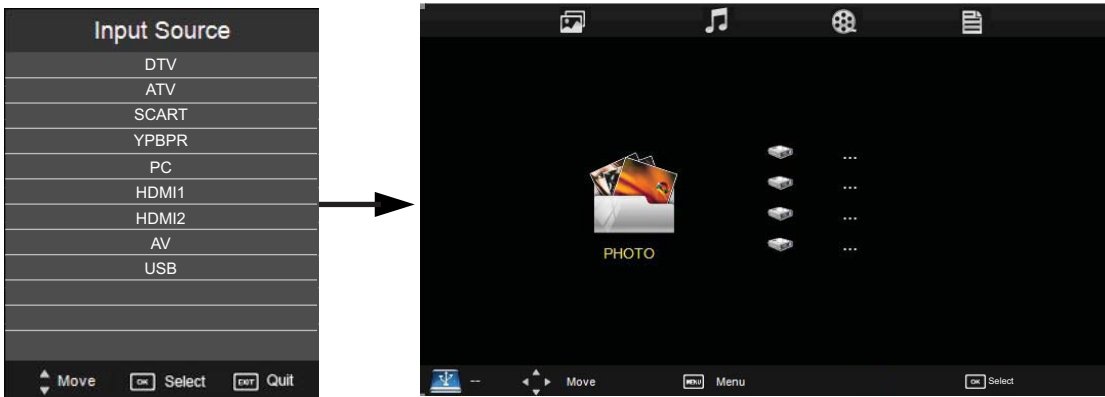 Input Source
DTV
ATV
SCART
YPBPR
PC
HDMI1
HDMI2
AV
USB
Move OK Select EXIT Quit
PHOTO
...
...
...
...
-- Move MENU Menu OK Select